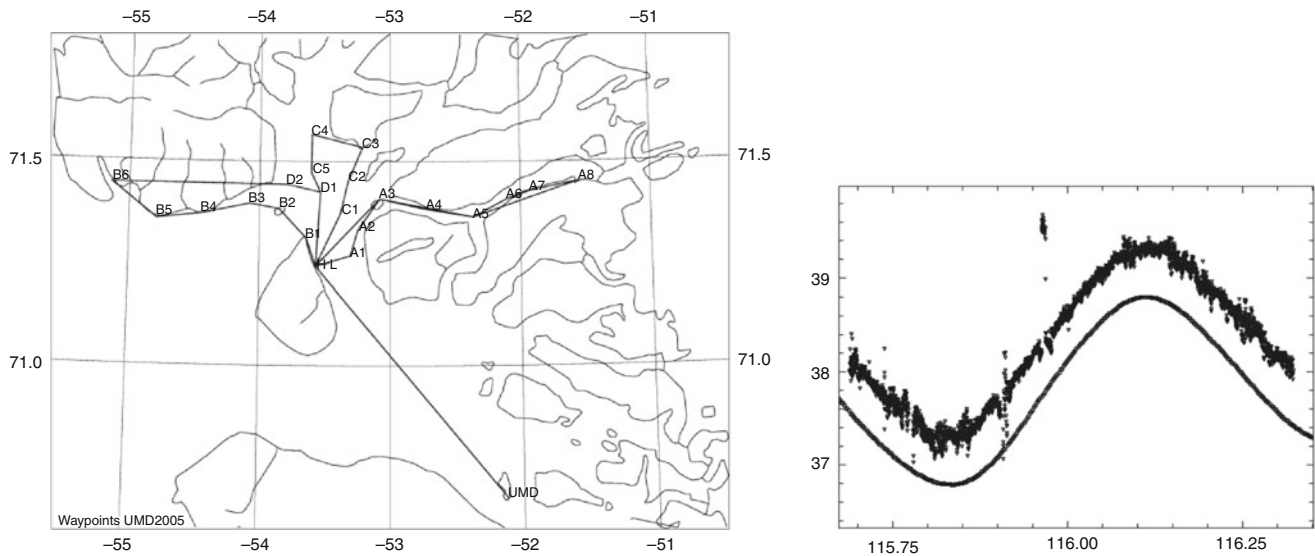 −55 −54 −53 −52 −51
C4
C3
71.5
71.5
C5
C2
B6
D2
D1
A8
A7
A6
A3
B3
B2
A4
B4
B5
C1
A5
A2
B1
A1
71.0
71.0
UMD
Waypoints UMD2005
−55 −54 −53 −52 −51
39
38
37
115.75 116.00 116.25